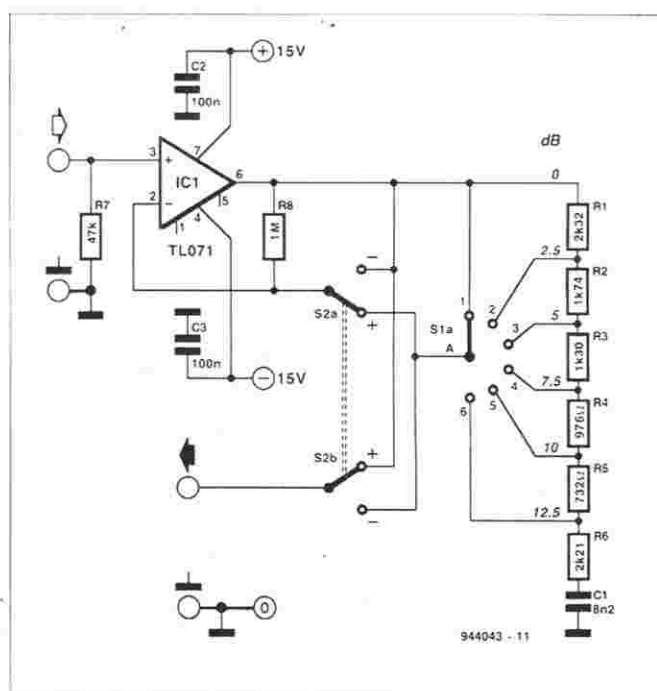 + 15V
C2
100n
dB
3 + 7 6 0
IC1
2 − 5
1 4
TL071
R7
47k
R8
1M
R1
2k32
2.5
R2
1k74
− 1 2 5
S2a S1a 3
R3
1k30
+ A
C3
100n
4 7.5
− 15V
6 5
R4
976Ω
10
+
S2b
R5
732Ω
12.5
−
R6
2k21
C1
8n2
0
944043 - 11